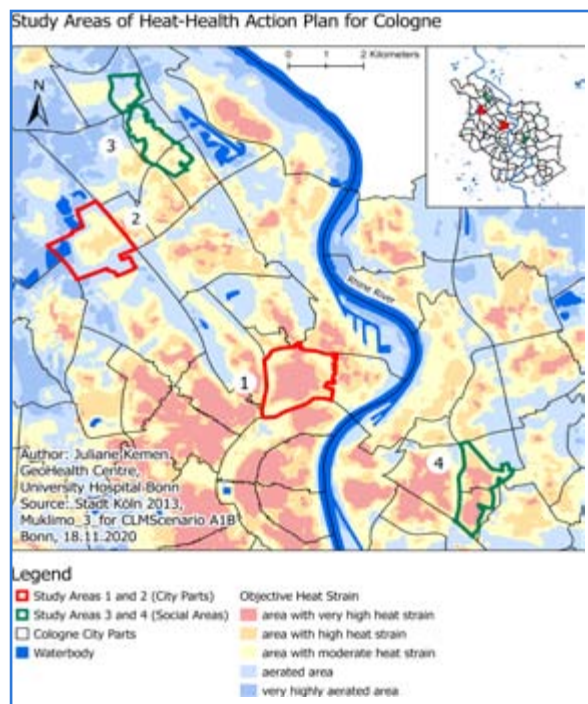 Study Areas of Heat-Health Action Plan for Cologne
0 1 2 Kilometers
N
3
2
Rhine River
1
4
Author: Juliane Kemen,
GeoHealth Centre,
University Hospital Bonn
Source: Stadt Köln 2013,
Muklimo_3_for CLMScenario A1B
Bonn, 18.11.2020
Legend
Study Areas 1 and 2 (City Parts)
Study Areas 3 and 4 (Social Areas)
Cologne City Parts
Waterbody
Objective Heat Strain
area with very high heat strain
area with high heat strain
area with moderate heat strain
aerated area
very highly aerated area